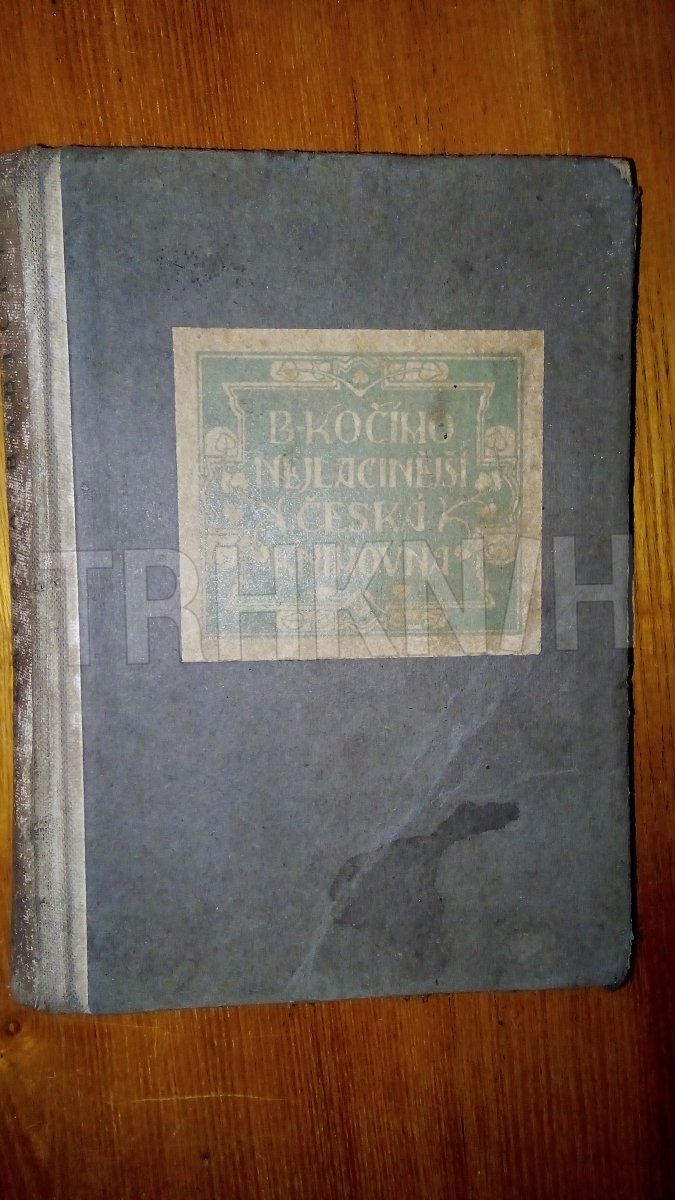 B. KOČÍHO
NEJLACINĚJŠÍ
ČESKÁ
KNIHOVNA
TRHKNIH